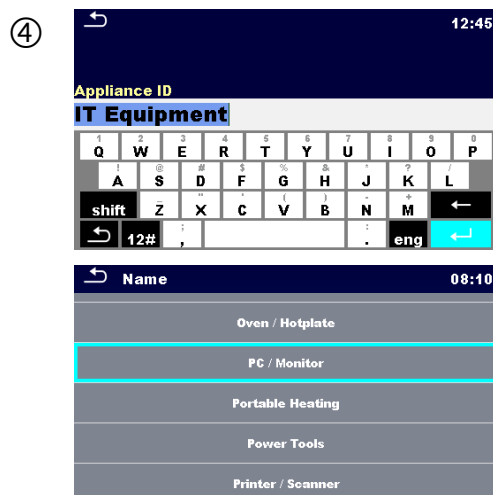 ④
12:45
Appliance ID
IT Equipment
1 2 3 4 5 6 7 8 9 0
Q W E R T Y U I O P
! @ # $ % & * ? /
A S D F G H J K L
_ " ' ( ) - +
shift Z X C V B N M ←
; :
12# , . eng
Name 08:10
Oven / Hotplate
PC / Monitor
Portable Heating
Power Tools
Printer / Scanner